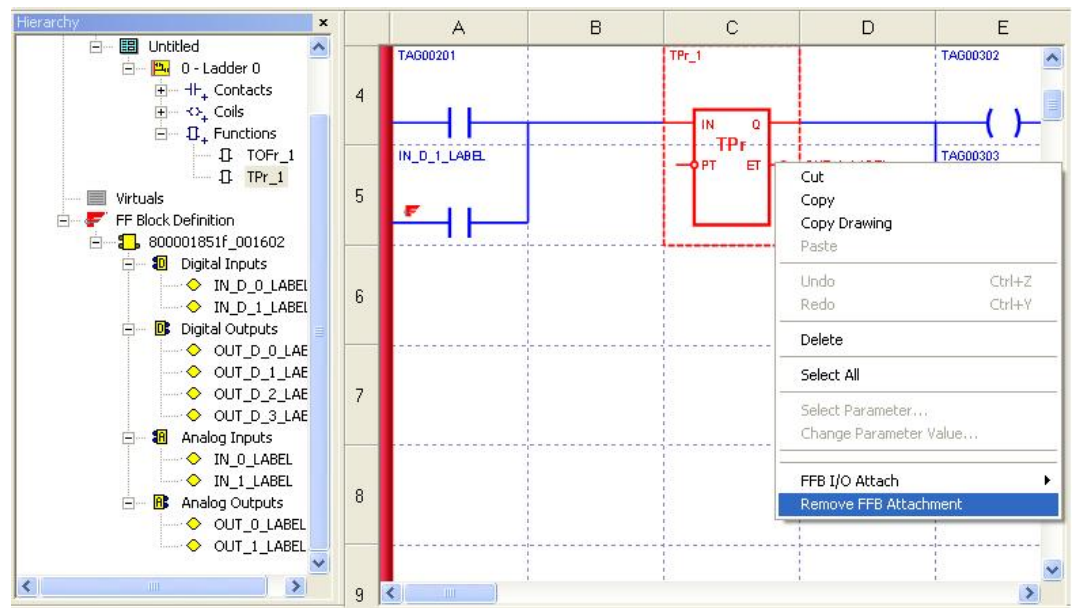 Hierarchy
Untitled
0 - Ladder 0
Contacts
Coils
Functions
TOFr_1
TPr_1
Virtuals
FF Block Definition
800001851f_001602
Digital Inputs
IN_D_0_LABEL
IN_D_1_LABEL
Digital Outputs
OUT_D_0_LAE
OUT_D_1_LAE
OUT_D_2_LAE
OUT_D_3_LAE
Analog Inputs
IN_0_LABEL
IN_1_LABEL
Analog Outputs
OUT_0_LABEL
OUT_1_LABEL
A B C D E
TAG00201 TPr_1 TAG00302
4
IN Q
TPr
IN_D_1_LABEL PT ET TAG00303
5
6
7
8
9
Cut
Copy
Copy Drawing
Paste
Undo Ctrl+Z
Redo Ctrl+Y
Delete
Select All
Select Parameter...
Change Parameter Value...
FFB I/O Attach
Remove FFB Attachment